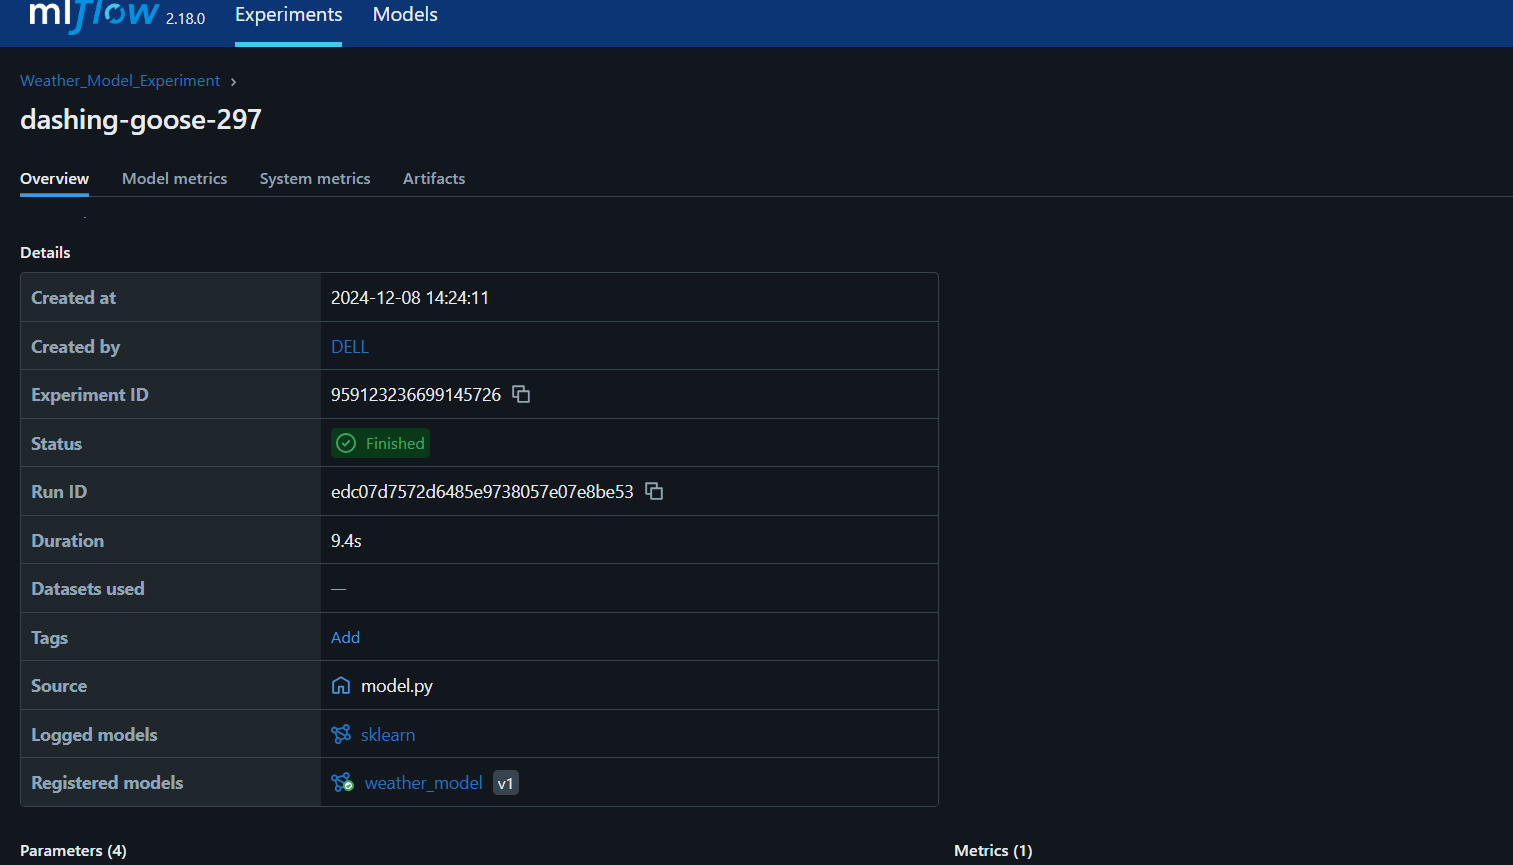 mlflow 2.18.0 Experiments Models
Weather_Model_Experiment ›
dashing-goose-297
Overview Model metrics System metrics Artifacts
Details
Created at 2024-12-08 14:24:11
Created by DELL
Experiment ID 959123236699145726
Status Finished
Run ID edc07d7572d6485e9738057e07e8be53
Duration 9.4s
Datasets used —
Tags Add
Source model.py
Logged models sklearn
Registered models weather_model v1
Parameters (4) Metrics (1)